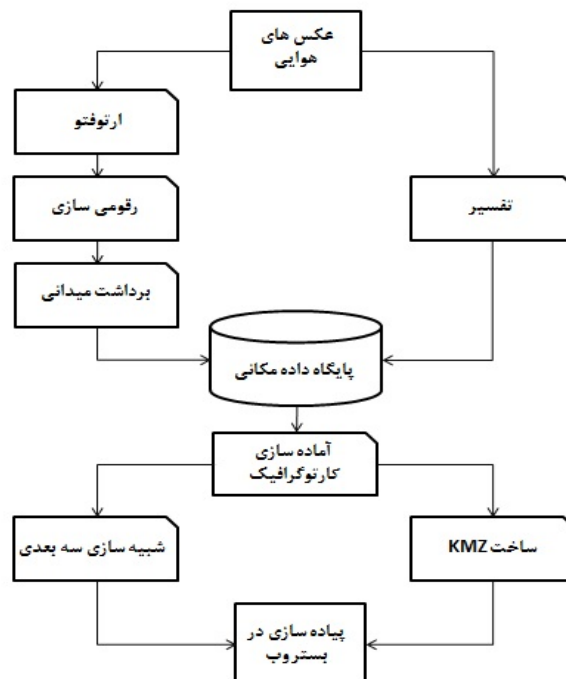 عکس های
هوایی
ارتوفتو
رقومی سازی
تفسیر
برداشت میدانی
پایگاه داده مکانی
آماده سازی
کارتوگرافیک
شبیه سازی سه بعدی
ساخت KMZ
پیاده سازی در
بستروب